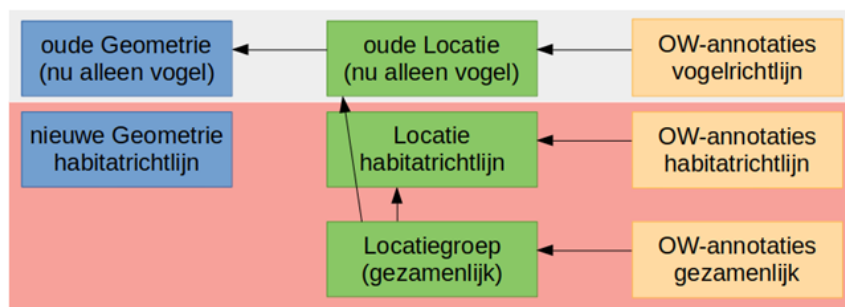 oude Geometrie
(nu alleen vogel)
oude Locatie
(nu alleen vogel)
OW-annotaties
vogelrichtlijn
nieuwe Geometrie
habitatrichtlijn
Locatie
habitatrichtlijn
OW-annotaties
habitatrichtlijn
Locatiegroep
(gezamenlijk)
OW-annotaties
gezamenlijk